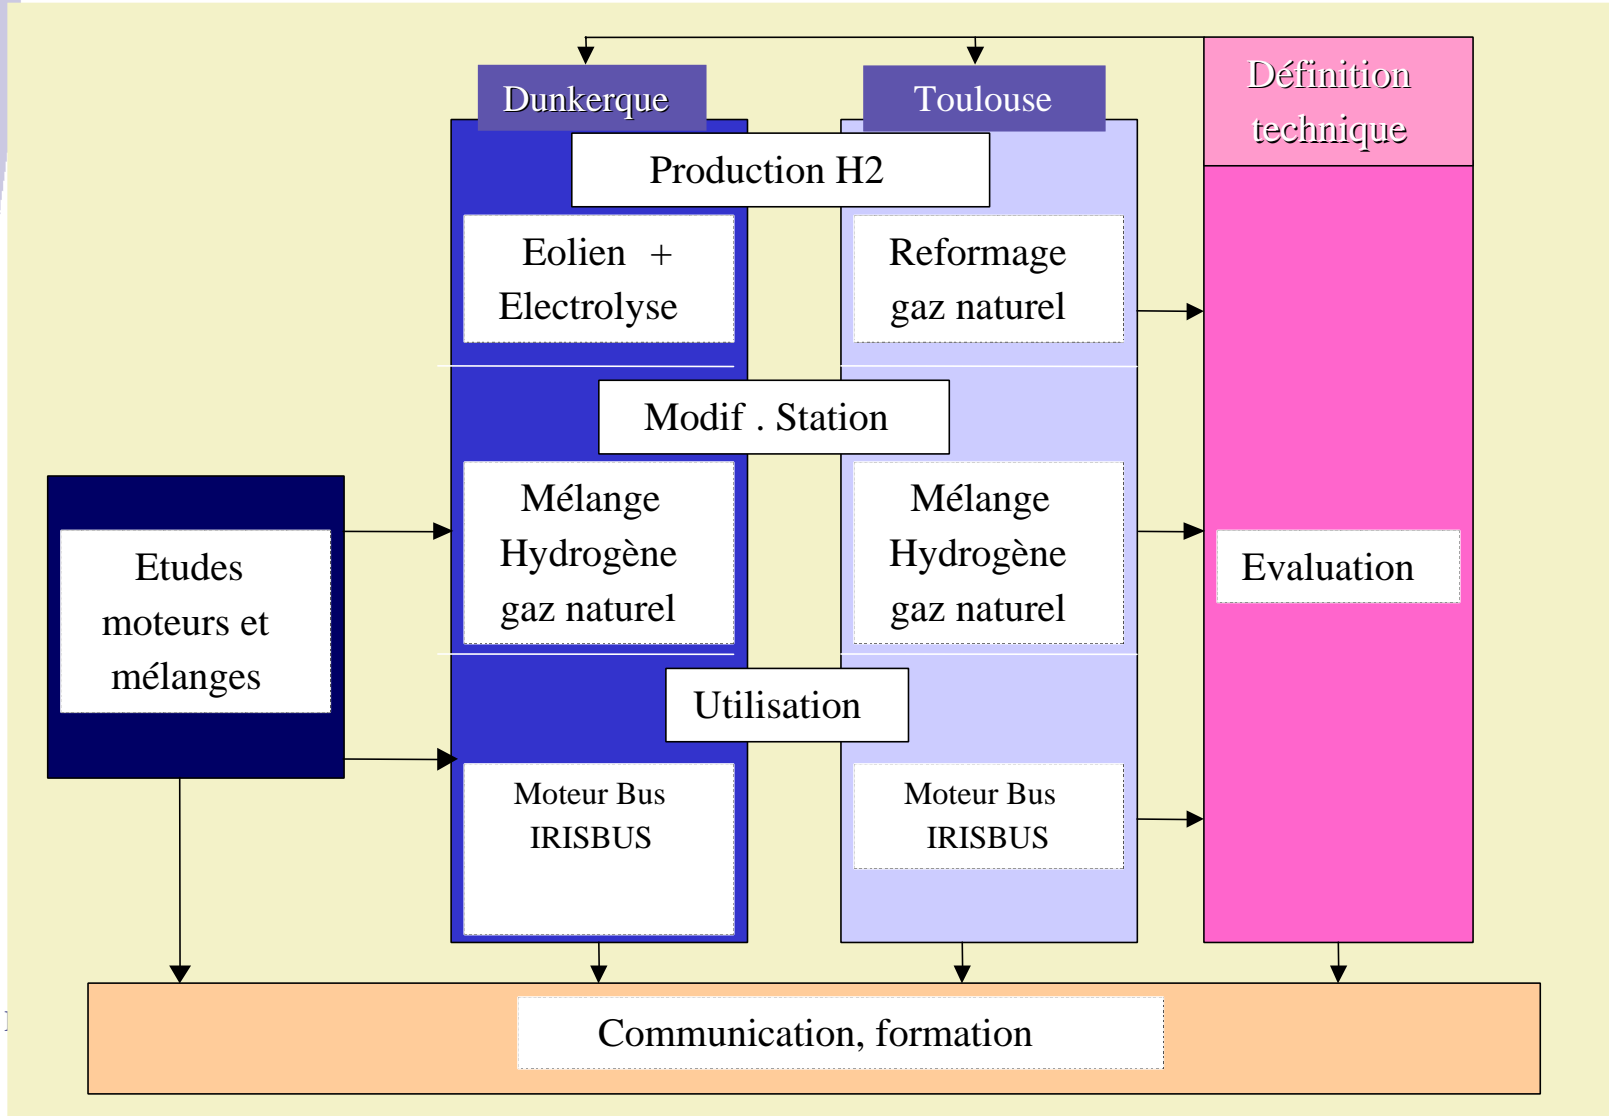 Dunkerque
Toulouse
Définition
technique
Production H2
Eolien +
Electrolyse
Reformage
gaz naturel
Modif . Station
Mélange
Hydrogène
gaz naturel
Mélange
Hydrogène
gaz naturel
Etudes
moteurs et
mélanges
Evaluation
Utilisation
Moteur Bus
IRISBUS
Moteur Bus
IRISBUS
Communication, formation